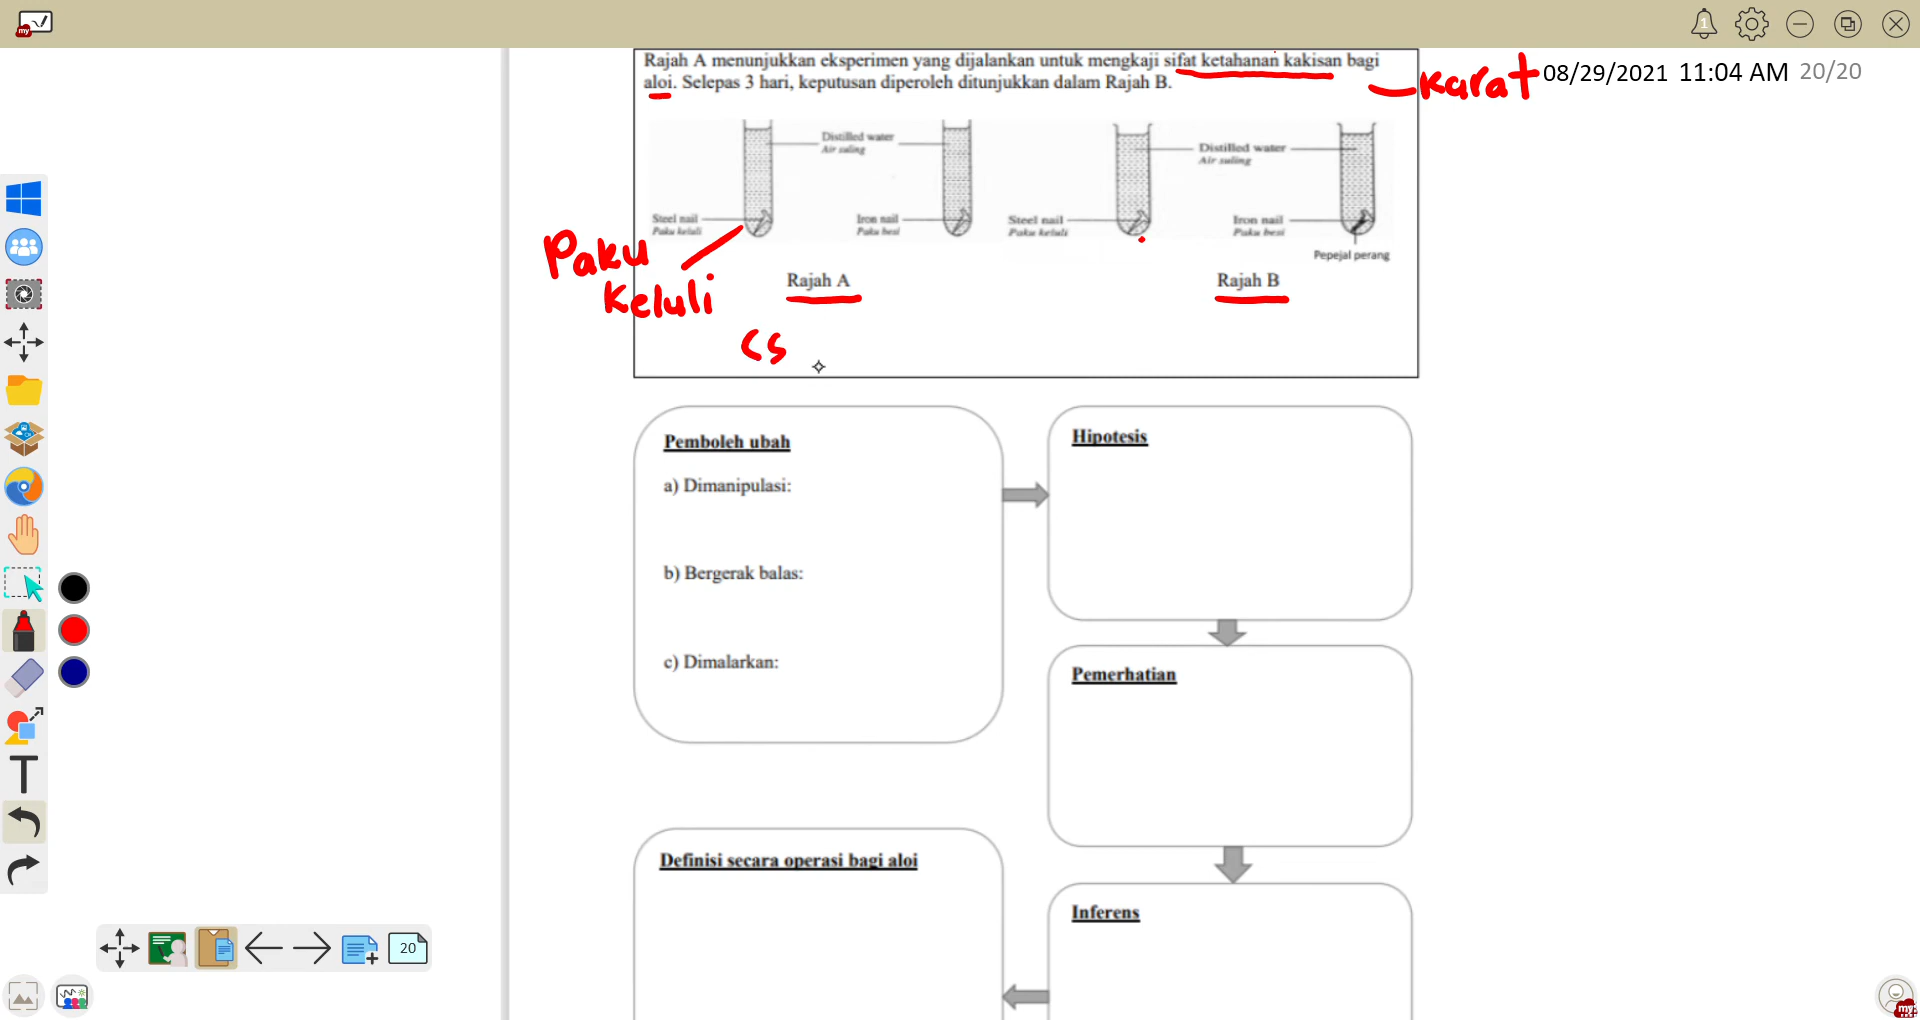 my
1
Rajah A menunjukkan eksperimen yang dijalankan untuk mengkaji sifat ketahanan kakisan bagi
aloi. Selepas 3 hari, keputusan diperoleh ditunjukkan dalam Rajah B.
karat
08/29/2021 11:04 AM 20/20
Distilled water
Air suling
Distilled water
Air suling
Steel nail
Paku keluli
Iron nail
Paku besi
Steel nail
Paku keluli
Iron nail
Paku besi
Pepejal perang
Paku
Keluli
Rajah A
Rajah B
Cs
Pemboleh ubah
a) Dimanipulasi:
b) Bergerak balas:
c) Dimalarkan:
Hipotesis
Pemerhatian
Definisi secara operasi bagi aloi
Inferens
T
20
my